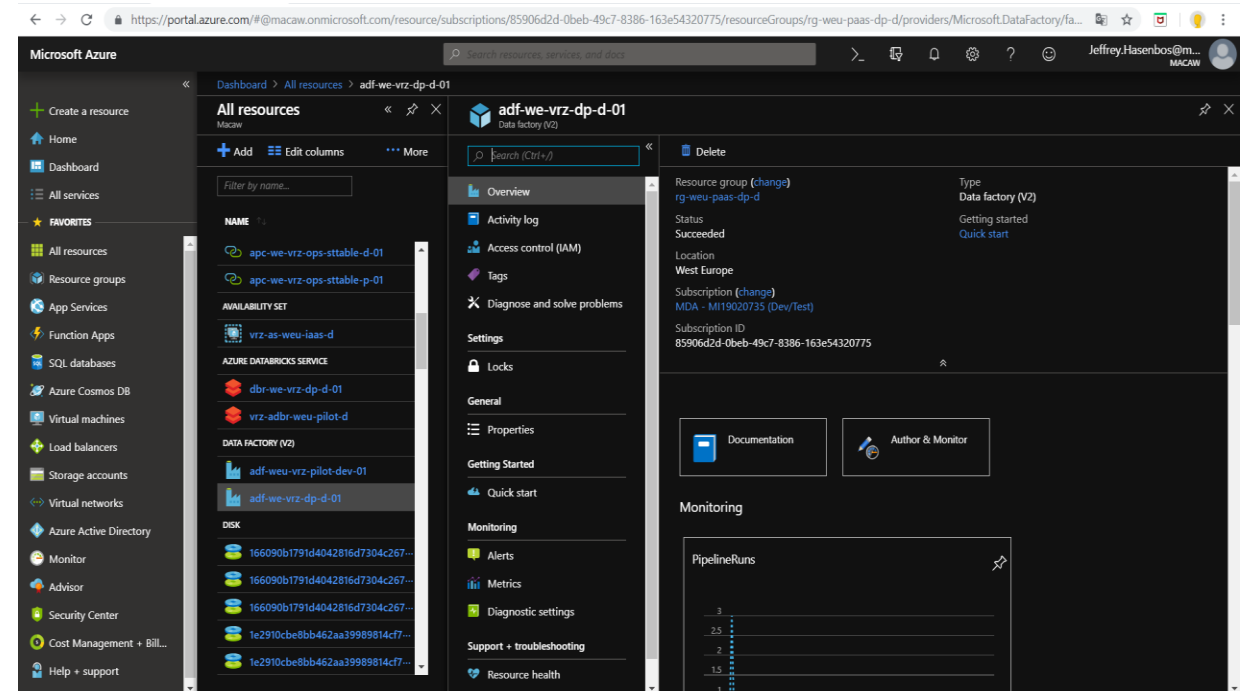 https://portal.azure.com/#@macaw.onmicrosoft.com/resource/subscriptions/85906d2d-0beb-49c7-8386-163e54320775/resourceGroups/rg-weu-paas-dp-d/providers/Microsoft.DataFactory/fa...
Microsoft Azure
Search resources, services, and docs
Jeffrey.Hasenbos@m...
MACAW
Create a resource
Home
Dashboard
All services
FAVORITES
All resources
Resource groups
App Services
Function Apps
SQL databases
Azure Cosmos DB
Virtual machines
Load balancers
Storage accounts
Virtual networks
Azure Active Directory
Monitor
Advisor
Security Center
Cost Management + Bill...
Help + support
Dashboard > All resources > adf-we-vrz-dp-d-01
All resources
Macaw
Add Edit columns More
Filter by name...
NAME
apc-we-vrz-ops-sttable-d-01
apc-we-vrz-ops-sttable-p-01
AVAILABILITY SET
vrz-as-weu-iaas-d
AZURE DATABRICKS SERVICE
dbr-we-vrz-dp-d-01
vrz-adbr-weu-pilot-d
DATA FACTORY (V2)
adf-weu-vrz-pilot-dev-01
adf-we-vrz-dp-d-01
DISK
166090b1791d4042816d7304c267...
166090b1791d4042816d7304c267...
166090b1791d4042816d7304c267...
1e2910cbe8bb462aa39989814cf7...
1e2910cbe8bb462aa39989814cf7...
adf-we-vrz-dp-d-01
Data factory (V2)
Search (Ctrl+/)
Overview
Activity log
Access control (IAM)
Tags
Diagnose and solve problems
Settings
Locks
General
Properties
Getting Started
Quick start
Monitoring
Alerts
Metrics
Diagnostic settings
Support + troubleshooting
Resource health
Delete
Resource group (change)
rg-weu-paas-dp-d
Status
Succeeded
Location
West Europe
Subscription (change)
MDA - MI19020735 (Dev/Test)
Subscription ID
85906d2d-0beb-49c7-8386-163e54320775
Type
Data factory (V2)
Getting started
Quick start
Documentation
Author & Monitor
Monitoring
PipelineRuns
3
2.5
2
1.5
1